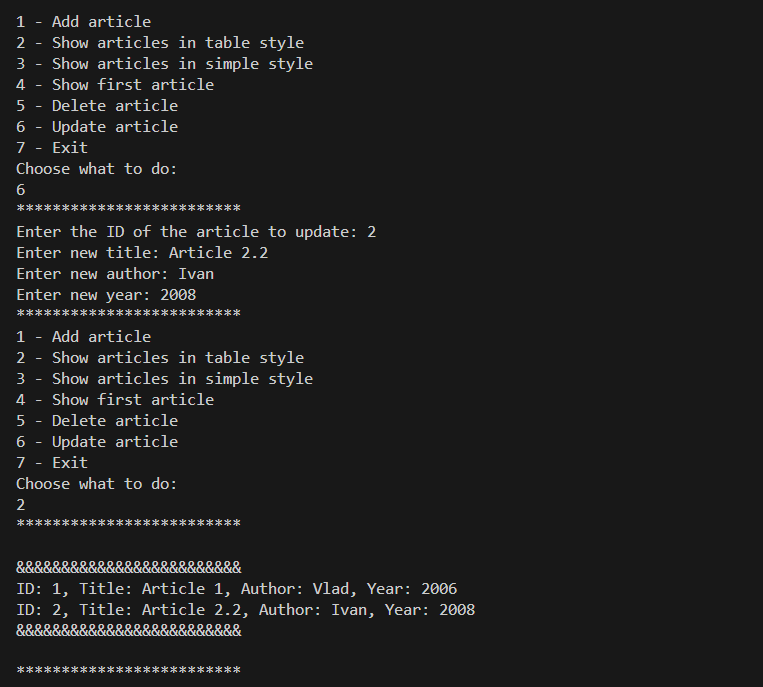 1 - Add article
2 - Show articles in table style
3 - Show articles in simple style
4 - Show first article
5 - Delete article
6 - Update article
7 - Exit
Choose what to do:
6
*************************
Enter the ID of the article to update: 2
Enter new title: Article 2.2
Enter new author: Ivan
Enter new year: 2008
*************************
1 - Add article
2 - Show articles in table style
3 - Show articles in simple style
4 - Show first article
5 - Delete article
6 - Update article
7 - Exit
Choose what to do:
2
*************************
&&&&&&&&&&&&&&&&&&&&&&&&&
ID: 1, Title: Article 1, Author: Vlad, Year: 2006
ID: 2, Title: Article 2.2, Author: Ivan, Year: 2008
&&&&&&&&&&&&&&&&&&&&&&&&&
*************************